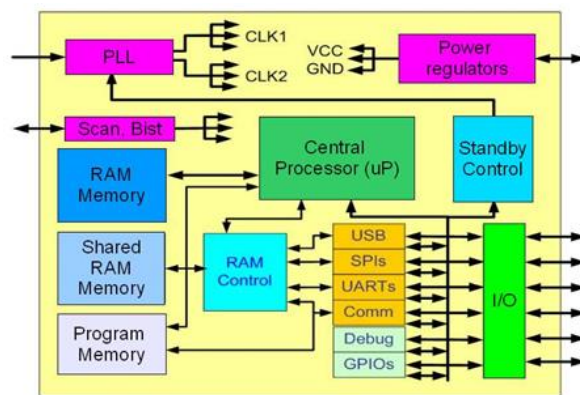 PLL
CLK1
CLK2
VCC
GND
Power
regulators
Scan, Bist
RAM
Memory
Central
Processor (uP)
Standby
Control
Shared
RAM
Memory
RAM
Control
USB
SPIs
UARTs
Comm
Debug
GPIOs
I/O
Program
Memory